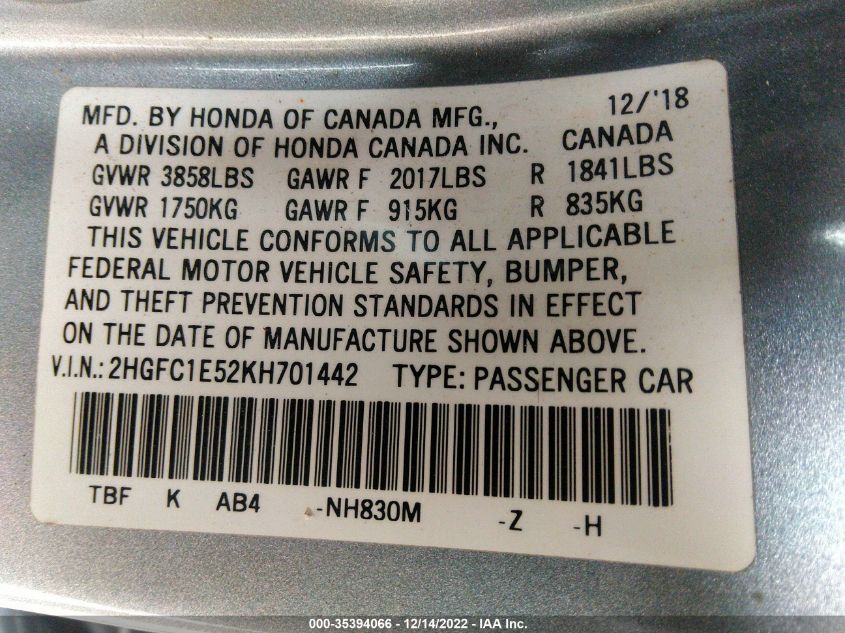 MFD. BY HONDA OF CANADA MFG., 12/'18
A DIVISION OF HONDA CANADA INC. CANADA
GVWR 3858LBS GAWR F 2017LBS R 1841LBS
GVWR 1750KG GAWR F 915KG R 835KG
THIS VEHICLE CONFORMS TO ALL APPLICABLE
FEDERAL MOTOR VEHICLE SAFETY, BUMPER,
AND THEFT PREVENTION STANDARDS IN EFFECT
ON THE DATE OF MANUFACTURE SHOWN ABOVE.
V.I.N.: 2HGFC1E52KH701442 TYPE: PASSENGER CAR
TBF K AB4 -NH830M -Z -H
000-35394066 - 12/14/2022 - IAA Inc.